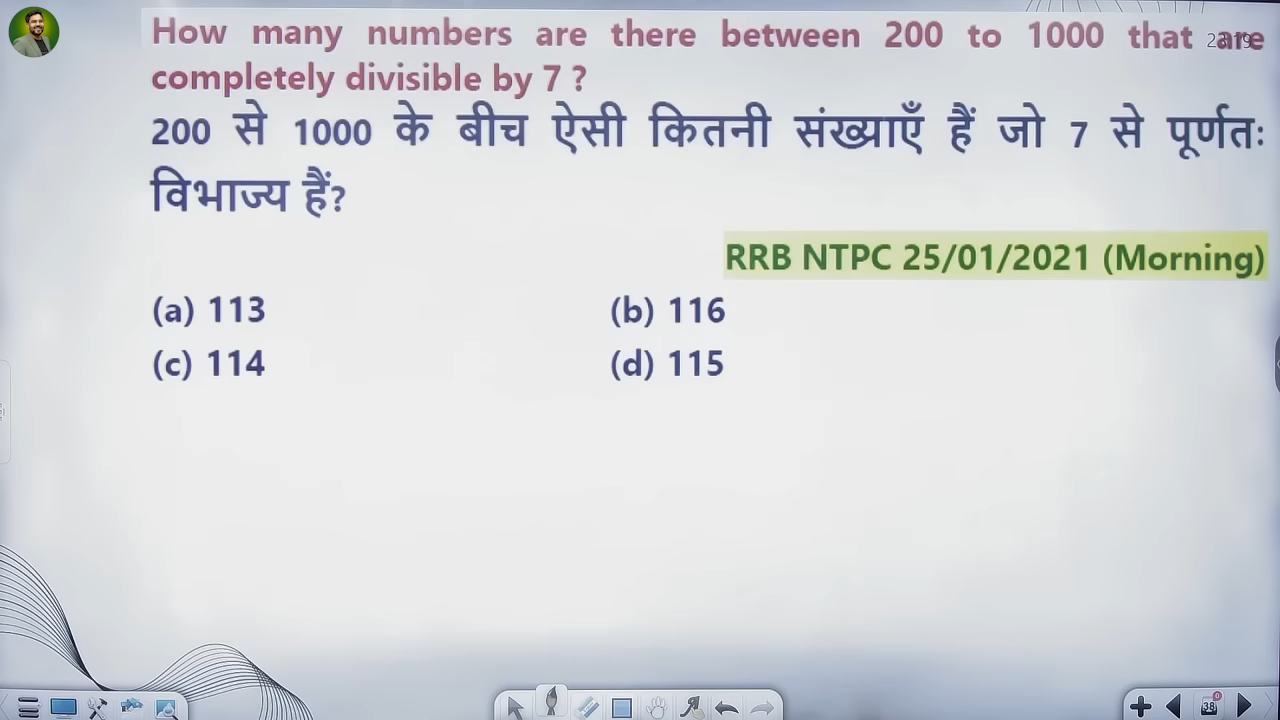 How many numbers are there between 200 to 1000 that are
completely divisible by 7 ?
200 से 1000 के बीच ऐसी कितनी संख्याएँ हैं जो 7 से पूर्णतः
विभाज्य हैं?
RRB NTPC 25/01/2021 (Morning)
(a) 113 (b) 116
(c) 114 (d) 115
38